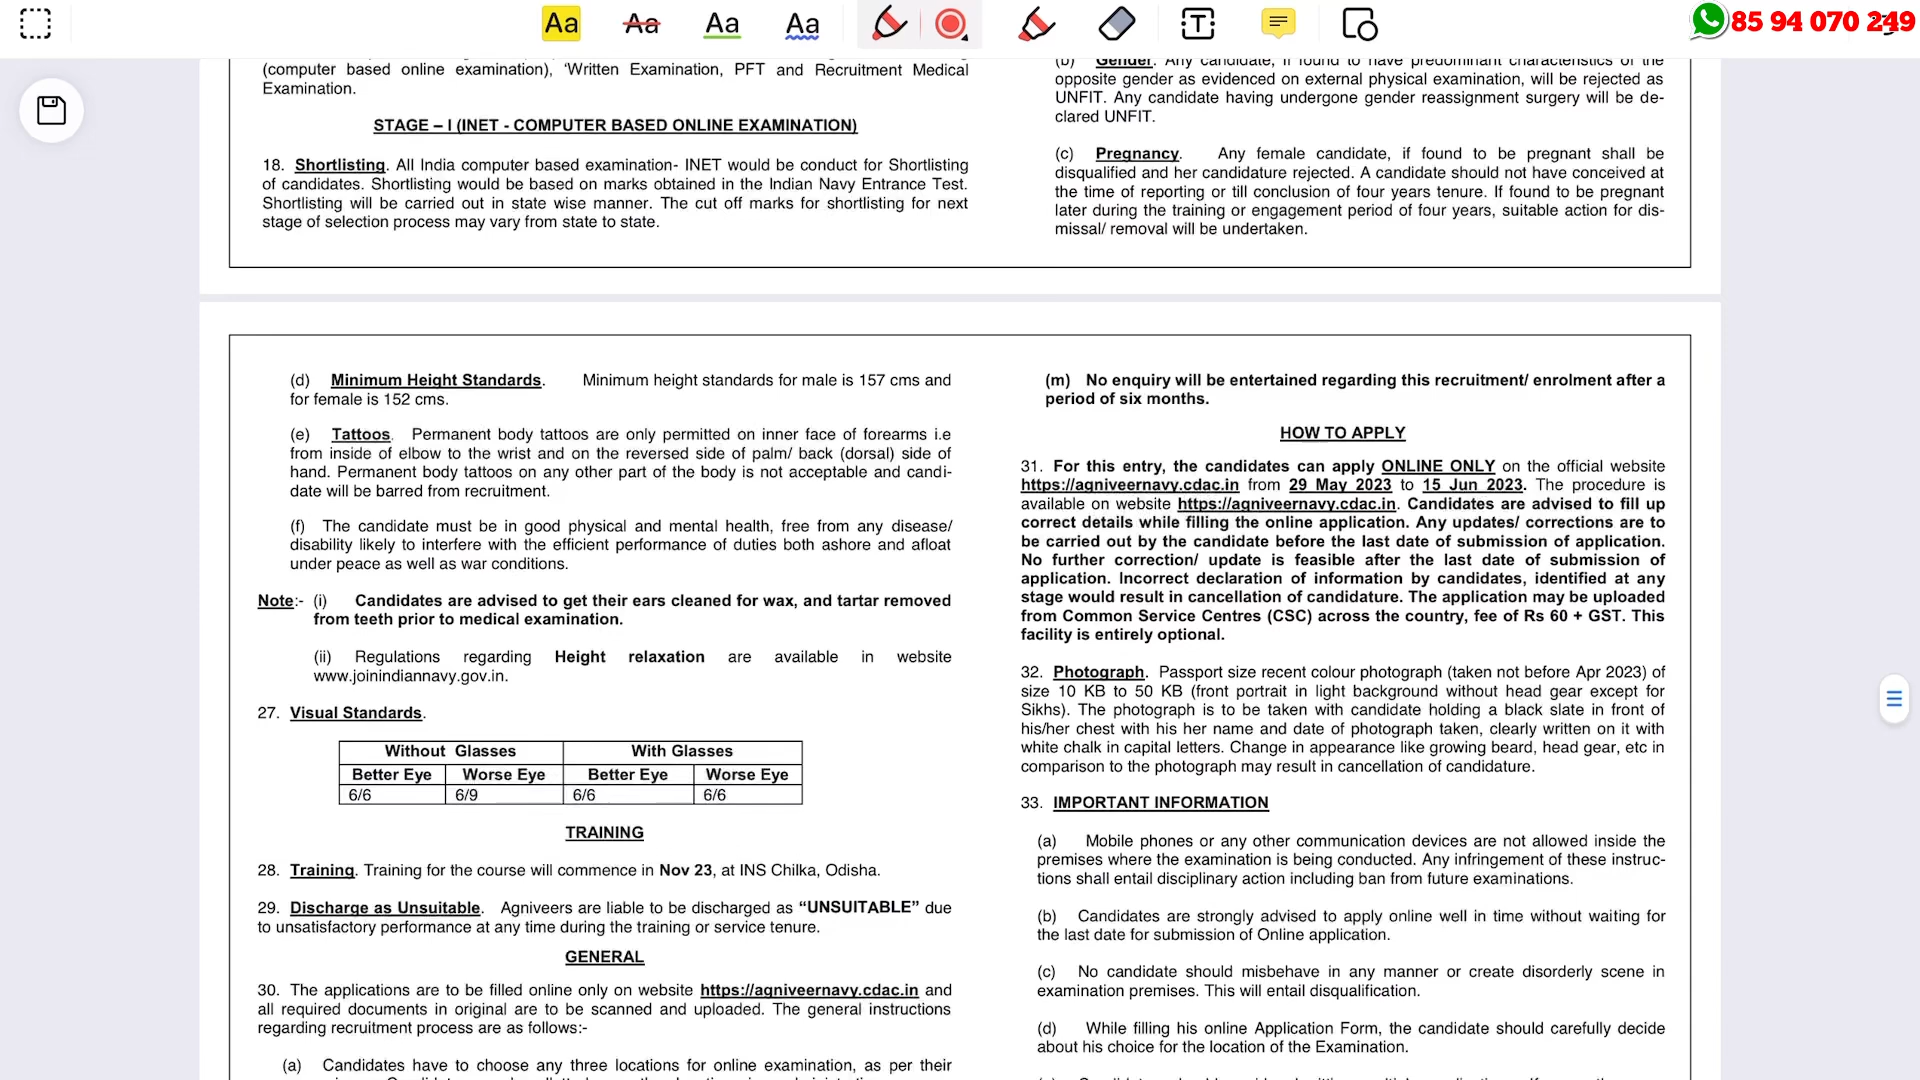 Aa Aa Aa Aa T
85 94 070 249
(computer based online examination), ‘Written Examination, PFT and Recruitment Medical
Examination.
STAGE – I (INET - COMPUTER BASED ONLINE EXAMINATION)
18. Shortlisting. All India computer based examination- INET would be conduct for Shortlisting
of candidates. Shortlisting would be based on marks obtained in the Indian Navy Entrance Test.
Shortlisting will be carried out in state wise manner. The cut off marks for shortlisting for next
stage of selection process may vary from state to state.
(b) Gender. Any candidate, if found to have predominant characteristics of the
opposite gender as evidenced on external physical examination, will be rejected as
UNFIT. Any candidate having undergone gender reassignment surgery will be de-
clared UNFIT.
(c) Pregnancy. Any female candidate, if found to be pregnant shall be
disqualified and her candidature rejected. A candidate should not have conceived at
the time of reporting or till conclusion of four years tenure. If found to be pregnant
later during the training or engagement period of four years, suitable action for dis-
missal/ removal will be undertaken.
(d) Minimum Height Standards. Minimum height standards for male is 157 cms and
for female is 152 cms.
(e) Tattoos. Permanent body tattoos are only permitted on inner face of forearms i.e
from inside of elbow to the wrist and on the reversed side of palm/ back (dorsal) side of
hand. Permanent body tattoos on any other part of the body is not acceptable and candi-
date will be barred from recruitment.
(f) The candidate must be in good physical and mental health, free from any disease/
disability likely to interfere with the efficient performance of duties both ashore and afloat
under peace as well as war conditions.
Note:- (i) Candidates are advised to get their ears cleaned for wax, and tartar removed
from teeth prior to medical examination.
(ii) Regulations regarding Height relaxation are available in website
www.joinindiannavy.gov.in.
27. Visual Standards.
Without Glasses With Glasses
Better Eye Worse Eye Better Eye Worse Eye
6/6 6/9 6/6 6/6
TRAINING
28. Training. Training for the course will commence in Nov 23, at INS Chilka, Odisha.
29. Discharge as Unsuitable. Agniveers are liable to be discharged as “UNSUITABLE” due
to unsatisfactory performance at any time during the training or service tenure.
GENERAL
30. The applications are to be filled online only on website https://agniveernavy.cdac.in and
all required documents in original are to be scanned and uploaded. The general instructions
regarding recruitment process are as follows:-
(a) Candidates have to choose any three locations for online examination, as per their
(m) No enquiry will be entertained regarding this recruitment/ enrolment after a
period of six months.
HOW TO APPLY
31. For this entry, the candidates can apply ONLINE ONLY on the official website
https://agniveernavy.cdac.in from 29 May 2023 to 15 Jun 2023. The procedure is
available on website https://agniveernavy.cdac.in. Candidates are advised to fill up
correct details while filling the online application. Any updates/ corrections are to
be carried out by the candidate before the last date of submission of application.
No further correction/ update is feasible after the last date of submission of
application. Incorrect declaration of information by candidates, identified at any
stage would result in cancellation of candidature. The application may be uploaded
from Common Service Centres (CSC) across the country, fee of Rs 60 + GST. This
facility is entirely optional.
32. Photograph. Passport size recent colour photograph (taken not before Apr 2023) of
size 10 KB to 50 KB (front portrait in light background without head gear except for
Sikhs). The photograph is to be taken with candidate holding a black slate in front of
his/her chest with his her name and date of photograph taken, clearly written on it with
white chalk in capital letters. Change in appearance like growing beard, head gear, etc in
comparison to the photograph may result in cancellation of candidature.
33. IMPORTANT INFORMATION
(a) Mobile phones or any other communication devices are not allowed inside the
premises where the examination is being conducted. Any infringement of these instruc-
tions shall entail disciplinary action including ban from future examinations.
(b) Candidates are strongly advised to apply online well in time without waiting for
the last date for submission of Online application.
(c) No candidate should misbehave in any manner or create disorderly scene in
examination premises. This will entail disqualification.
(d) While filling his online Application Form, the candidate should carefully decide
about his choice for the location of the Examination.